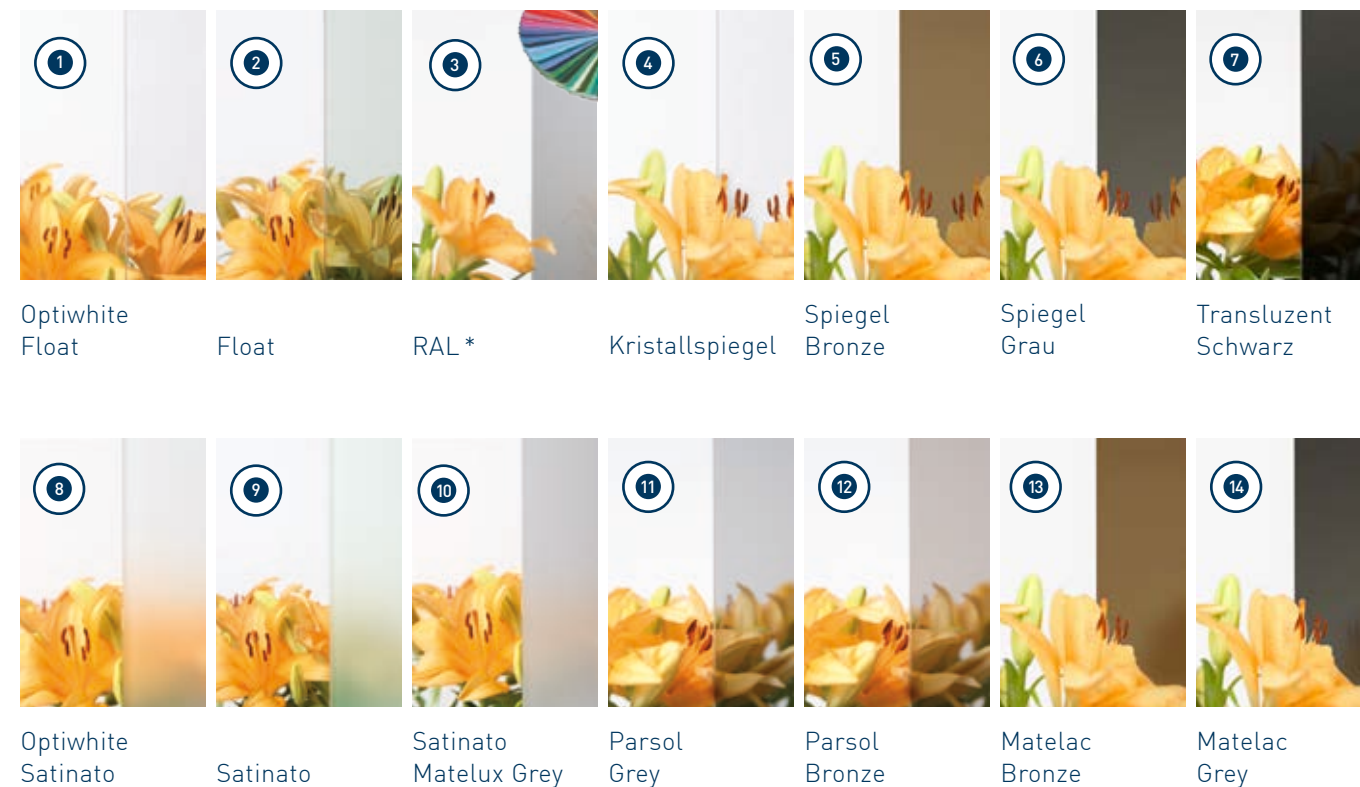 1
2
3
4
5
6
7
Optiwhite
Float
Float
RAL *
Kristallspiegel
Spiegel
Bronze
Spiegel
Grau
Transluzent
Schwarz
8
9
10
11
12
13
14
Optiwhite
Satinato
Satinato
Satinato
Matelux Grey
Parsol
Grey
Parsol
Bronze
Matelac
Bronze
Matelac
Grey